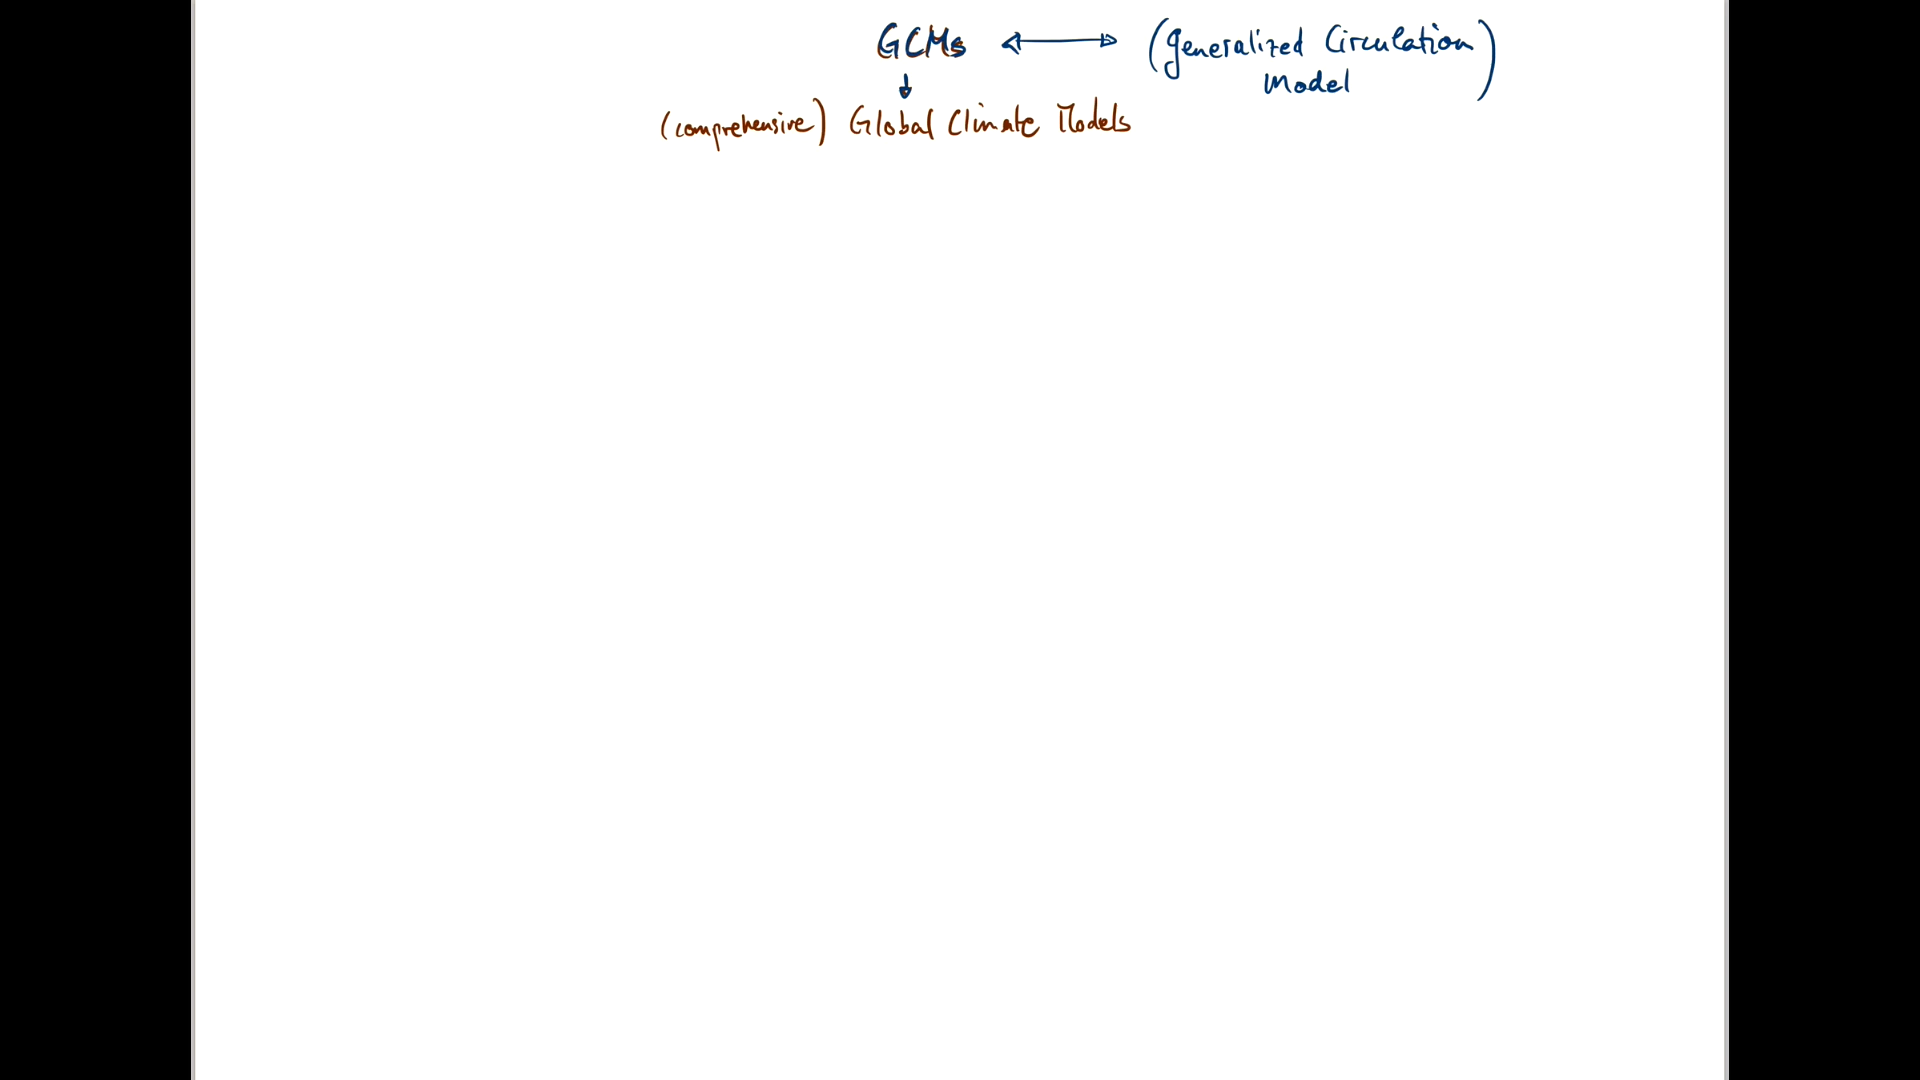 GCMs ↔ (generalized Circulation
Model)
↓
(comprehensive) Global Climate Models